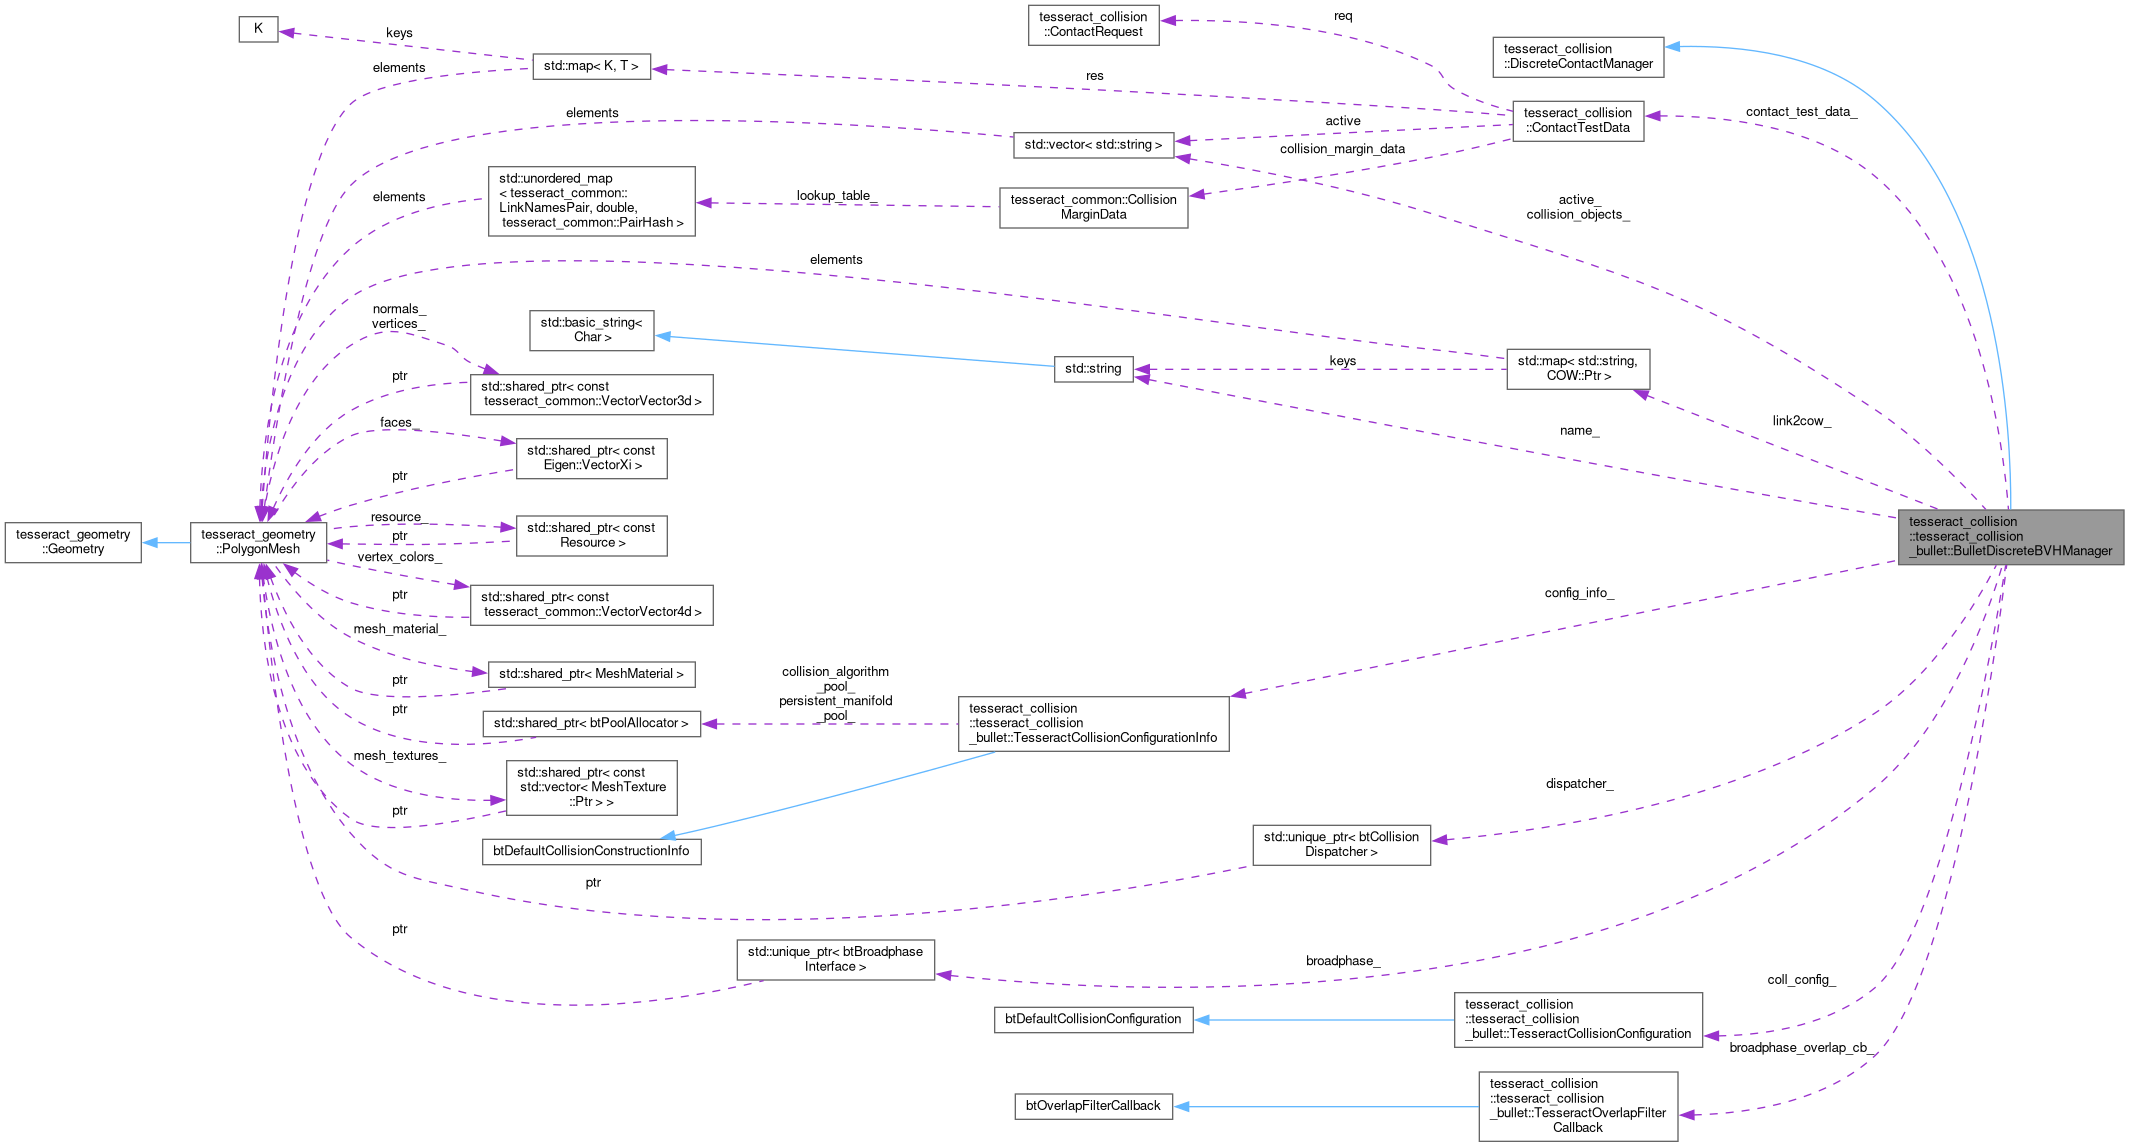 K
keys
std::map< K, T >
elements
tesseract_collision
::ContactRequest
req
tesseract_collision
::DiscreteContactManager
res
tesseract_collision
::ContactTestData
contact_test_data_
elements
active
std::vector< std::string >
collision_margin_data
std::unordered_map
< tesseract_common::
LinkNamesPair, double,
tesseract_common::PairHash >
elements
lookup_table_
tesseract_common::Collision
MarginData
active_
collision_objects_
elements
normals_
vertices_
std::basic_string<
Char >
std::string
keys
std::map< std::string,
COW::Ptr >
link2cow_
name_
ptr
std::shared_ptr< const
tesseract_common::VectorVector3d >
faces_
std::shared_ptr< const
Eigen::VectorXi >
ptr
tesseract_geometry
::Geometry
tesseract_geometry
::PolygonMesh
resource_
ptr
std::shared_ptr< const
Resource >
vertex_colors_
ptr
std::shared_ptr< const
tesseract_common::VectorVector4d >
tesseract_collision
::tesseract_collision
_bullet::BulletDiscreteBVHManager
config_info_
mesh_material_
std::shared_ptr< MeshMaterial >
ptr
ptr
std::shared_ptr< btPoolAllocator >
collision_algorithm
_pool_
persistent_manifold
_pool_
tesseract_collision
::tesseract_collision
_bullet::TesseractCollisionConfigurationInfo
mesh_textures_
std::shared_ptr< const
std::vector< MeshTexture
::Ptr > >
ptr
btDefaultCollisionConstructionInfo
dispatcher_
std::unique_ptr< btCollision
Dispatcher >
ptr
ptr
std::unique_ptr< btBroadphase
Interface >
broadphase_
coll_config_
btDefaultCollisionConfiguration
tesseract_collision
::tesseract_collision
_bullet::TesseractCollisionConfiguration
broadphase_overlap_cb_
btOverlapFilterCallback
tesseract_collision
::tesseract_collision
_bullet::TesseractOverlapFilter
Callback